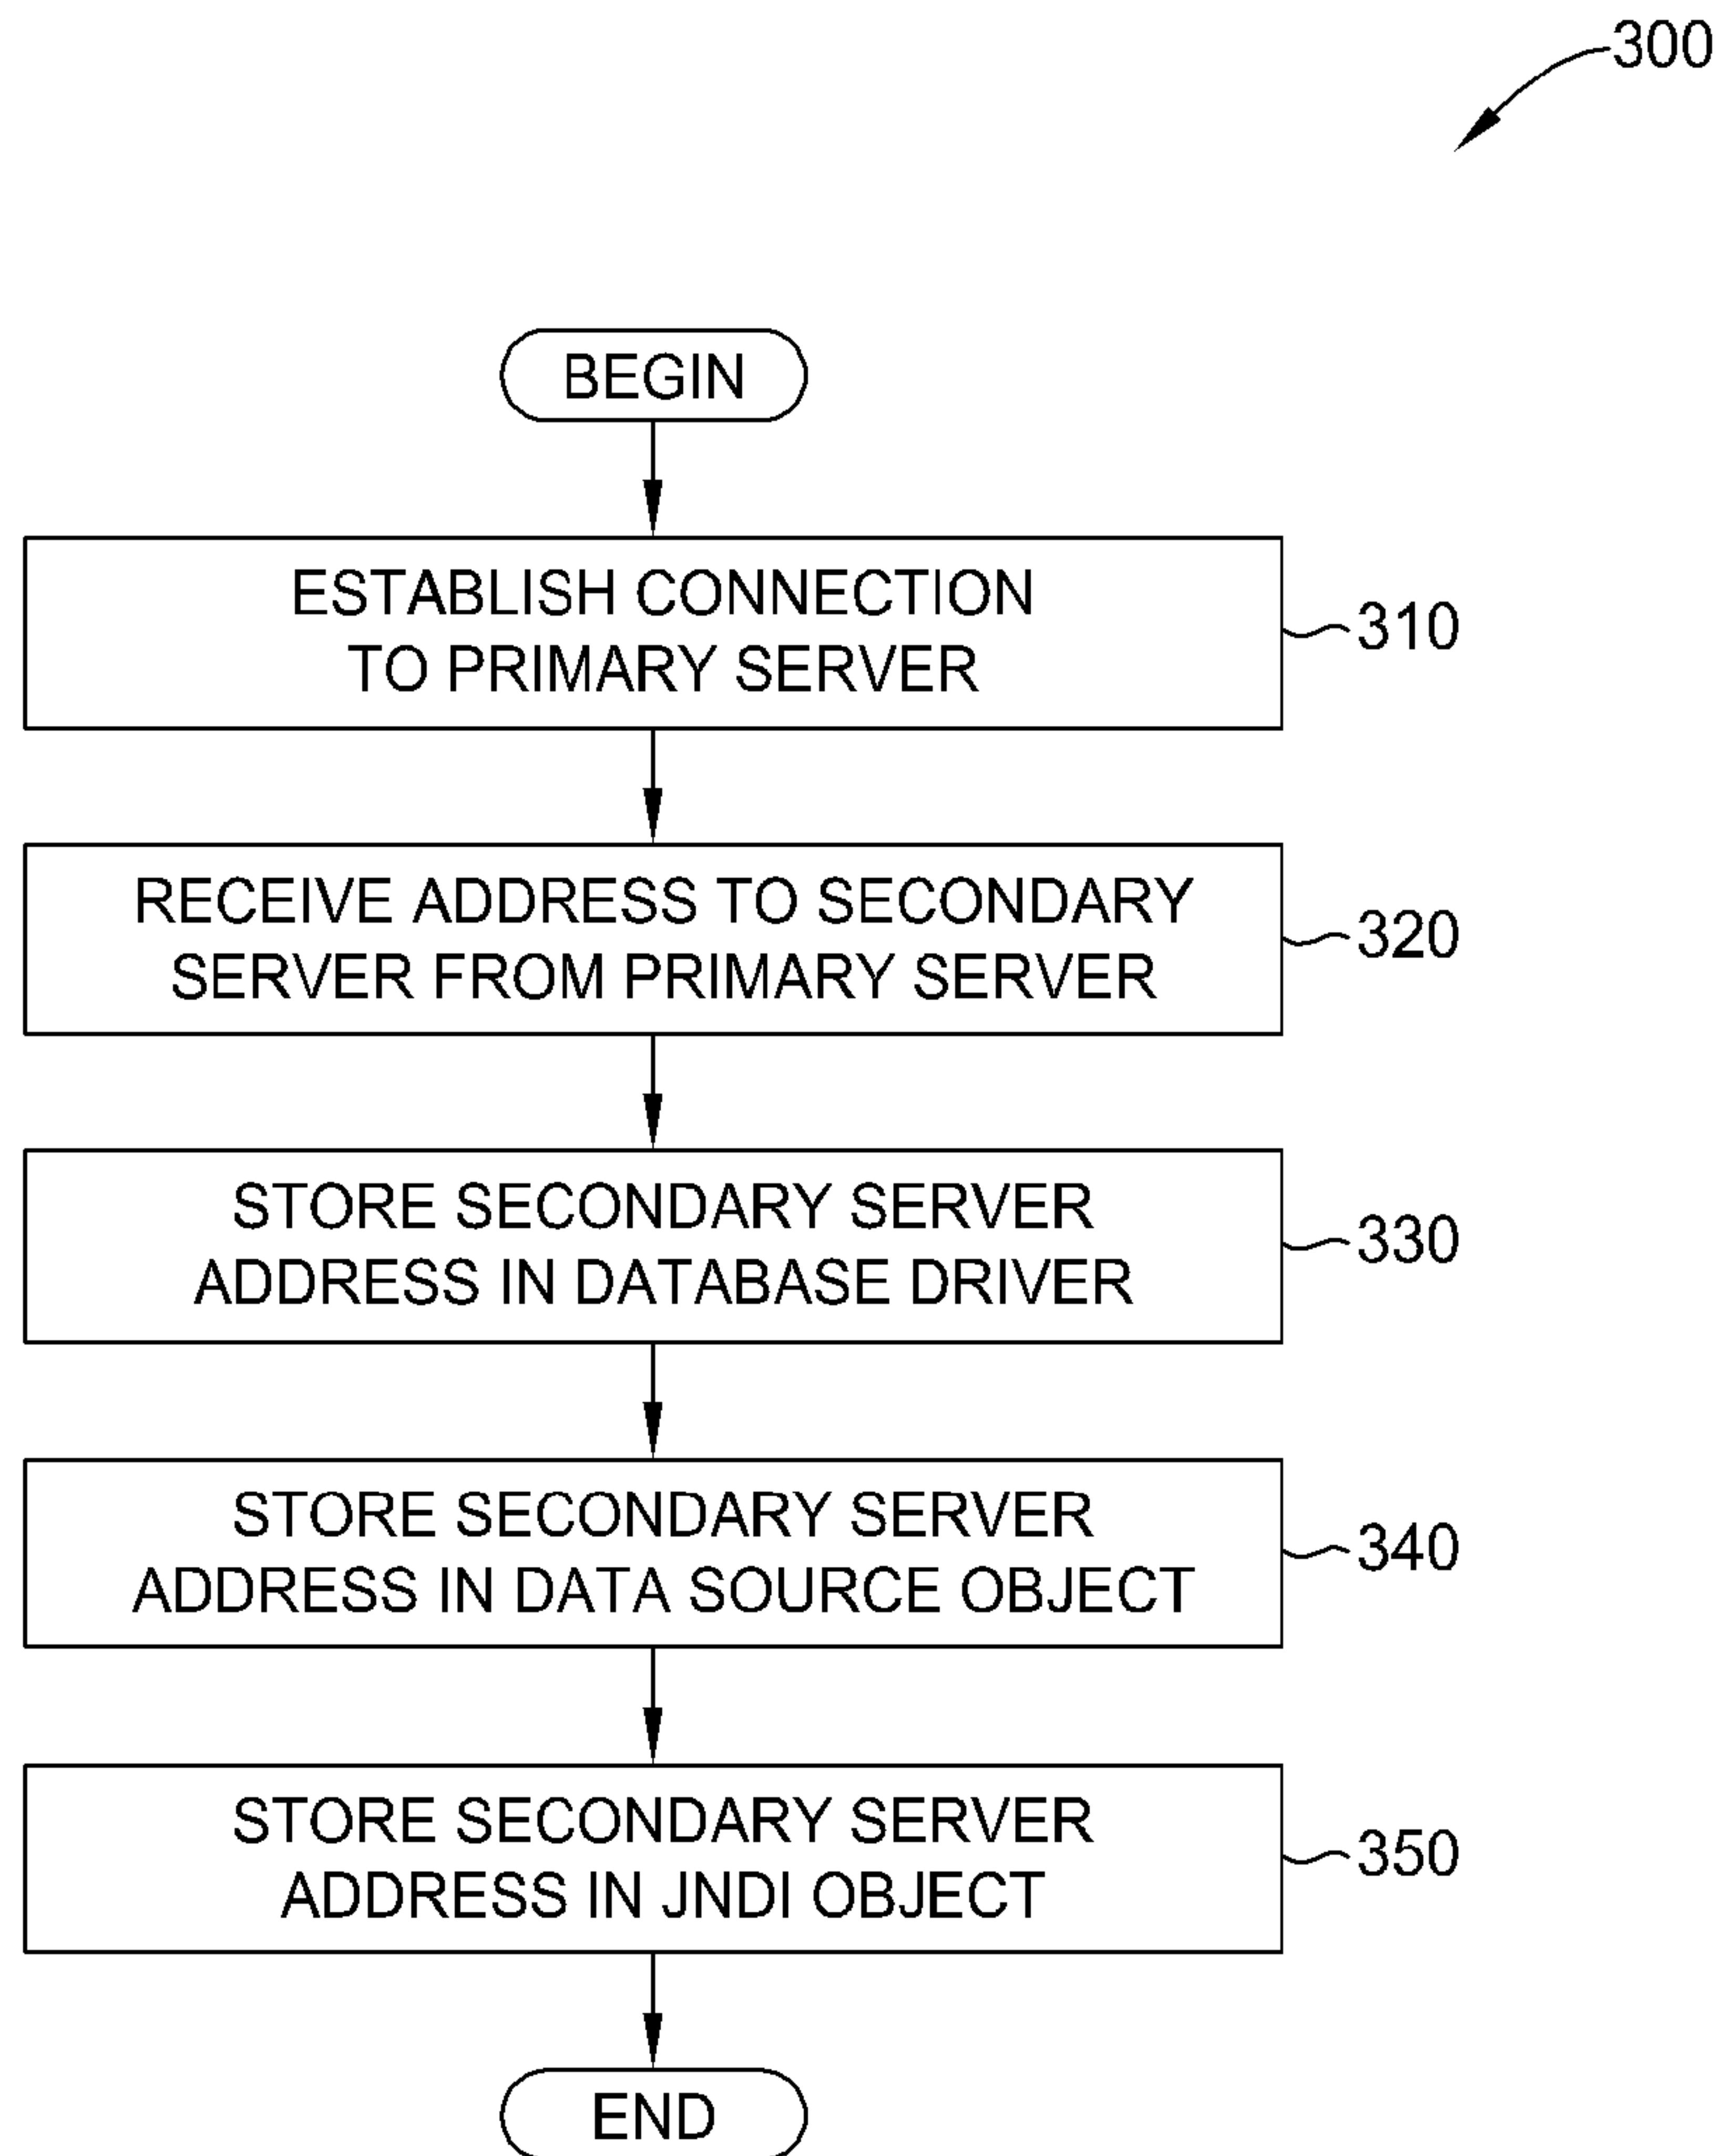 300
BEGIN
ESTABLISH CONNECTION
TO PRIMARY SERVER
310
RECEIVE ADDRESS TO SECONDARY
SERVER FROM PRIMARY SERVER
320
STORE SECONDARY SERVER
ADDRESS IN DATABASE DRIVER
330
STORE SECONDARY SERVER
ADDRESS IN DATA SOURCE OBJECT
340
STORE SECONDARY SERVER
ADDRESS IN JNDI OBJECT
350
END